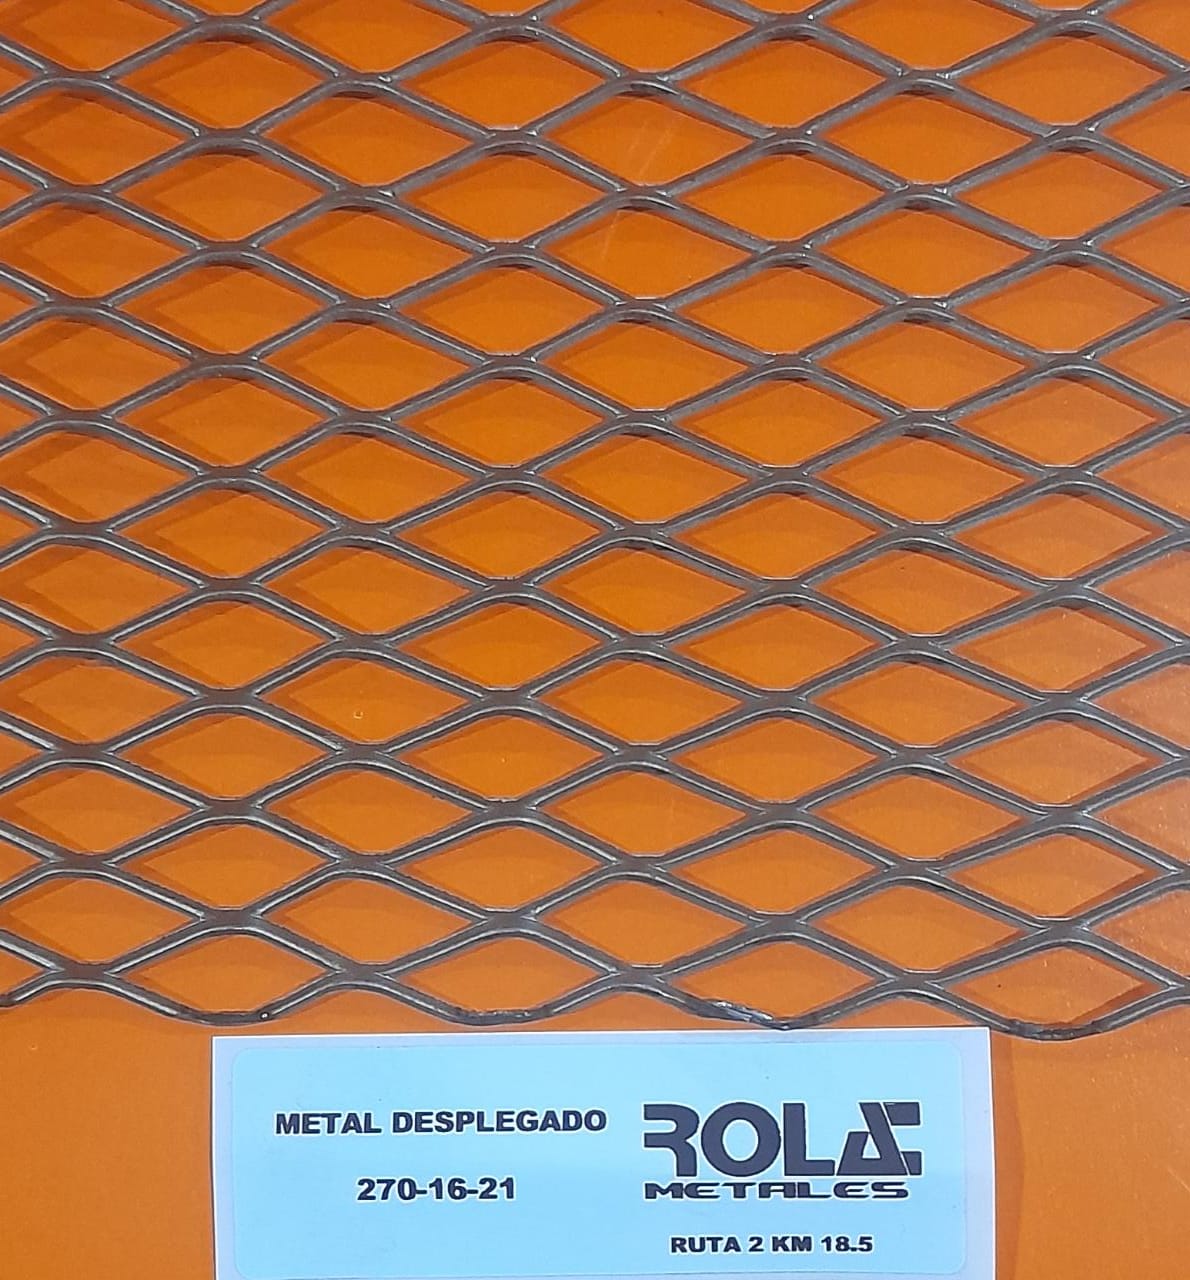 METAL DESPLEGADO
270-16-21
ROLA
METALES
RUTA 2 KM 18.5